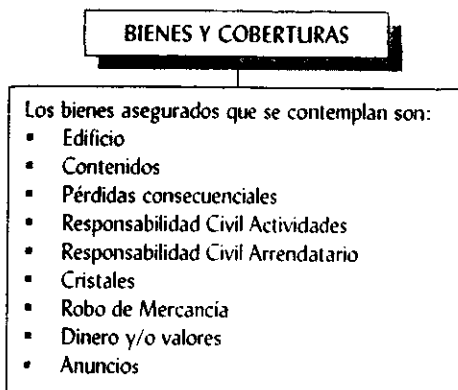 BIENES Y COBERTURAS
Los bienes asegurados que se contemplan son:
▪ Edificio
▪ Contenidos
▪ Pérdidas consecuenciales
▪ Responsabilidad Civil Actividades
▪ Responsabilidad Civil Arrendatario
▪ Cristales
▪ Robo de Mercancía
▪ Dinero y/o valores
▪ Anuncios